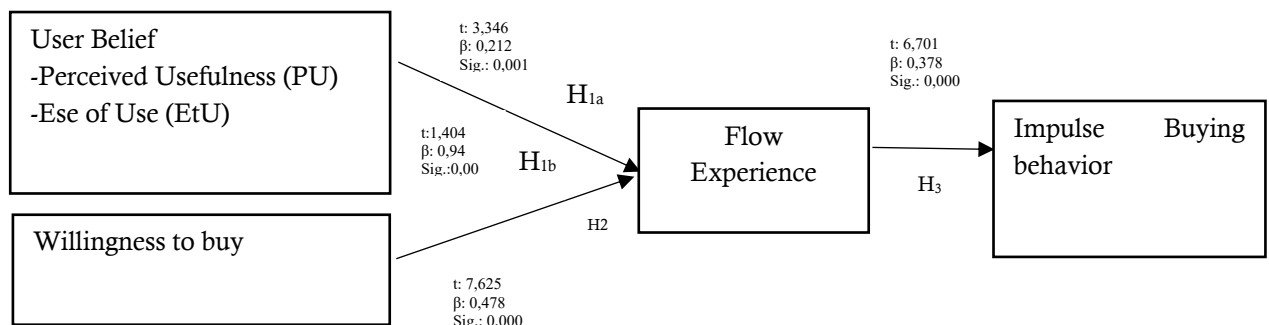 User Belief
-Perceived Usefulness (PU)
-Ese of Use (EtU)
t: 3,346
β: 0,212
Sig.: 0,001
H1a
t:1,404
β: 0,94
Sig.:0,00
H1b
Willingness to buy
H2
t: 7,625
β: 0,478
Sig.: 0,000
Flow
Experience
t: 6,701
β: 0,378
Sig.: 0,000
H3
Impulse Buying
behavior